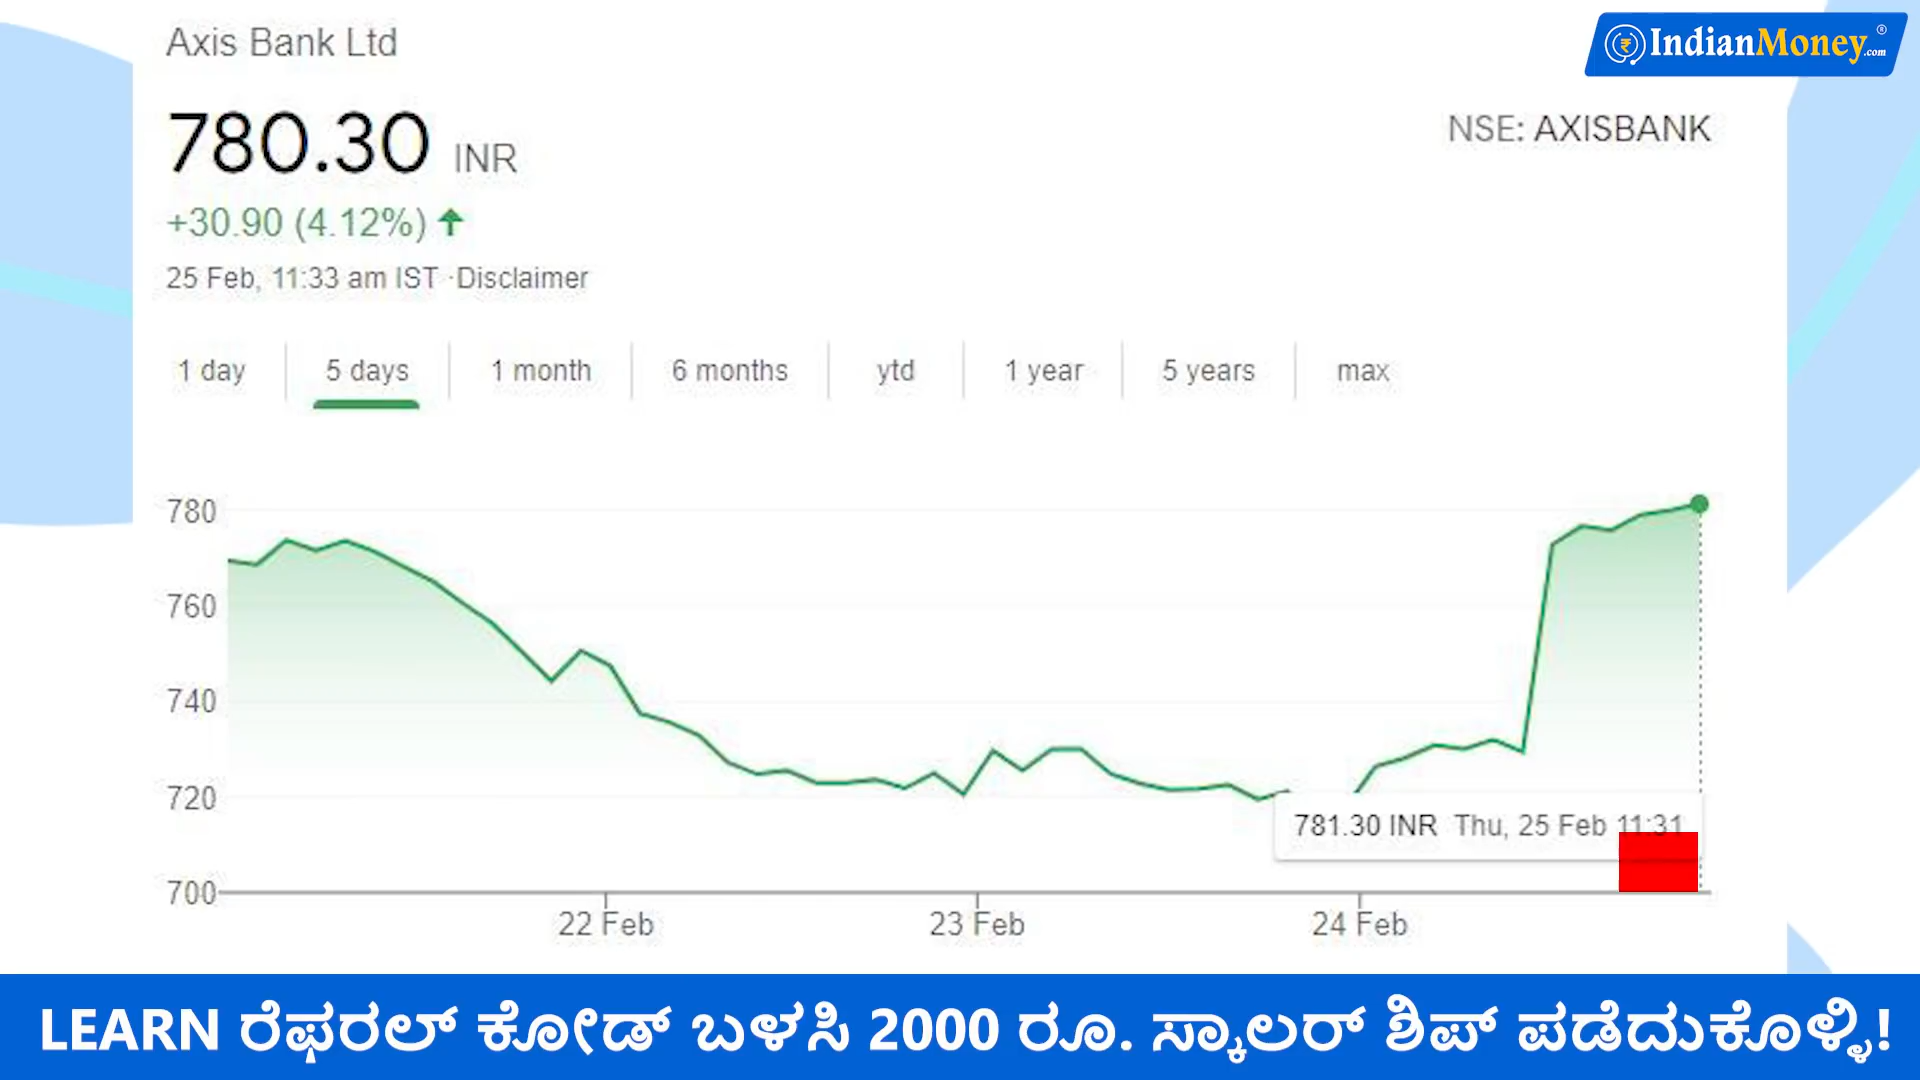 Axis Bank Ltd
IndianMoney.com®
780.30 INR
NSE: AXISBANK
+30.90 (4.12%)
25 Feb, 11:33 am IST ·Disclaimer
1 day 5 days 1 month 6 months ytd 1 year 5 years max
780
760
740
720
781.30 INR Thu, 25 Feb 11:31
700
22 Feb 23 Feb 24 Feb
LEARN ರೆಫರಲ್ ಕೋಡ್ ಬಳಸಿ 2000 ರೂ. ಸ್ಕಾಲರ್ ಶಿಪ್ ಪಡೆದುಕೊಳ್ಳಿ!